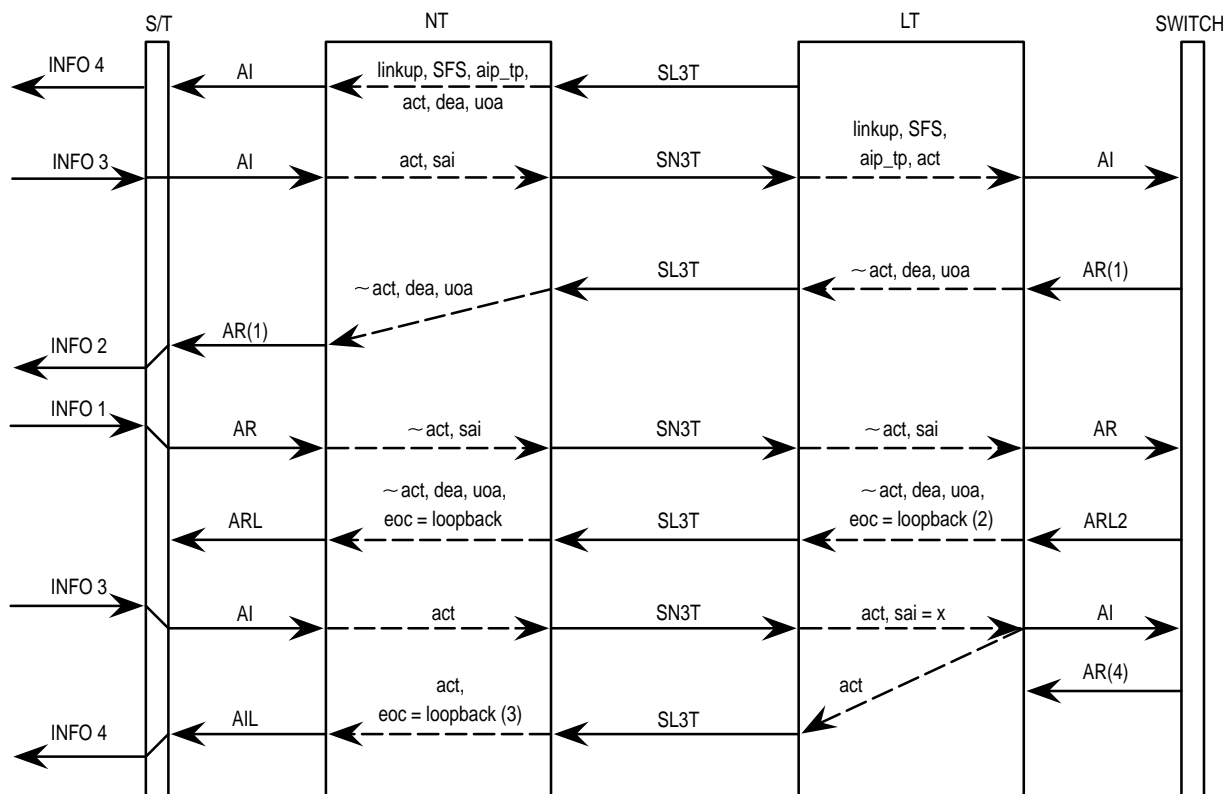 S/T NT LT SWITCH
INFO 4 AI linkup, SFS, aip_tp, SL3T
act, dea, uoa
linkup, SFS,
INFO 3 AI act, sai SN3T aip_tp, act AI
SL3T ~act, dea, uoa AR(1)
~act, dea, uoa
INFO 2 AR(1)
INFO 1
AR ~act, sai SN3T ~act, sai AR
~act, dea, uoa, ~act, dea, uoa,
ARL eoc = loopback SL3T eoc = loopback (2) ARL2
INFO 3
AI act SN3T act, sai = x AI
act, act AR(4)
AIL eoc = loopback (3) SL3T
INFO 4